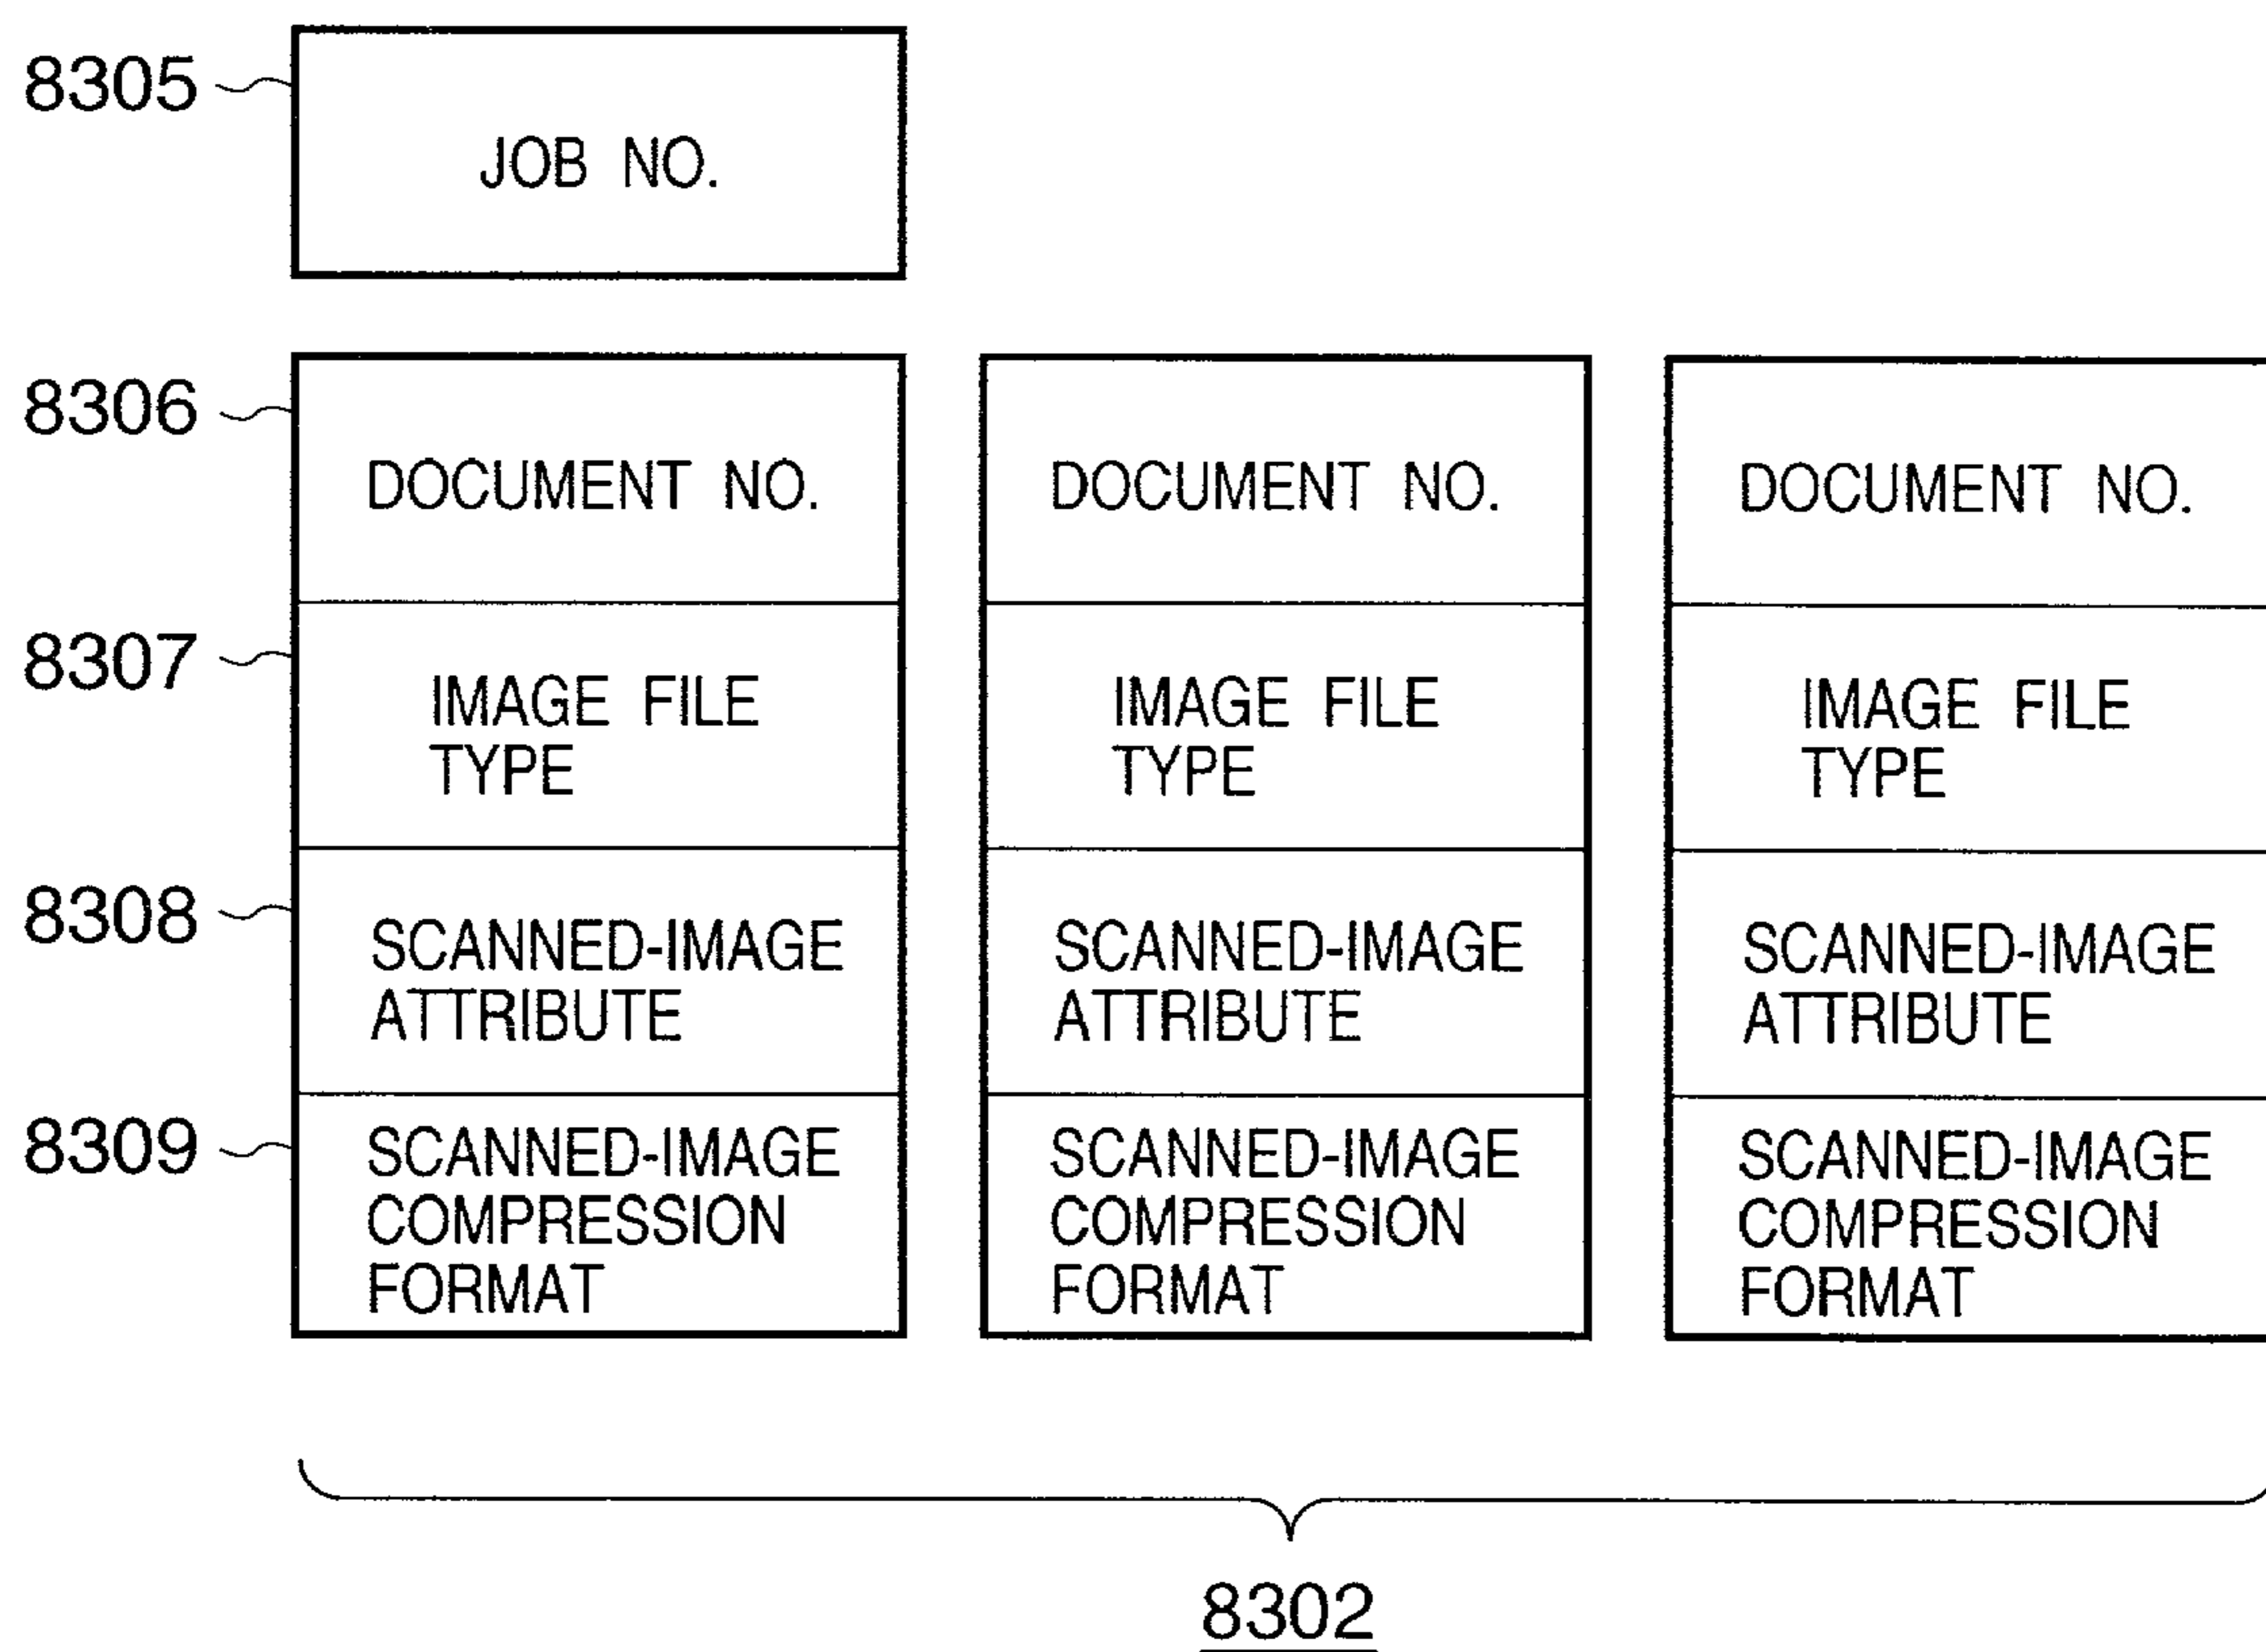 8305
JOB NO.
8306
DOCUMENT NO.
DOCUMENT NO.
DOCUMENT NO.
8307
IMAGE FILE
TYPE
IMAGE FILE
TYPE
IMAGE FILE
TYPE
8308
SCANNED-IMAGE
ATTRIBUTE
SCANNED-IMAGE
ATTRIBUTE
SCANNED-IMAGE
ATTRIBUTE
8309
SCANNED-IMAGE
COMPRESSION
FORMAT
SCANNED-IMAGE
COMPRESSION
FORMAT
SCANNED-IMAGE
COMPRESSION
FORMAT
8302